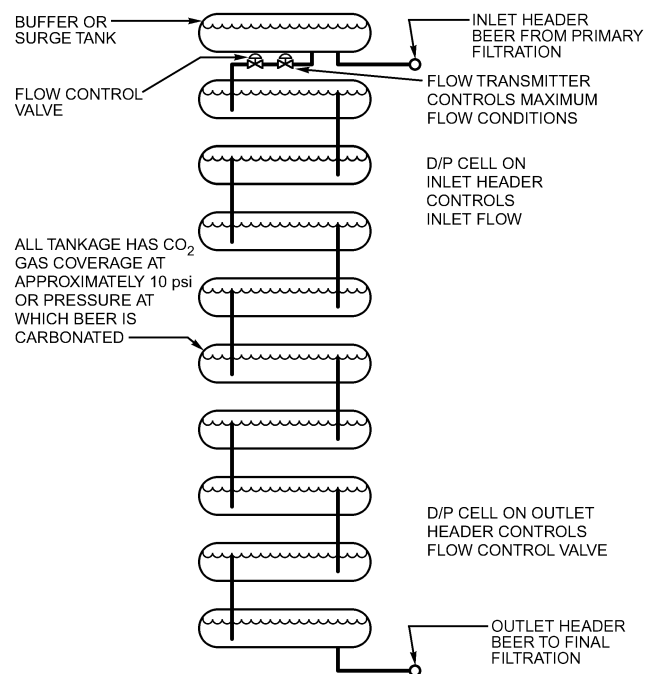 BUFFER OR
SURGE TANK
INLET HEADER
BEER FROM PRIMARY
FILTRATION
FLOW CONTROL
VALVE
FLOW TRANSMITTER
CONTROLS MAXIMUM
FLOW CONDITIONS
D/P CELL ON
INLET HEADER
CONTROLS
INLET FLOW
ALL TANKAGE HAS CO2
GAS COVERAGE AT
APPROXIMATELY 10 psi
OR PRESSURE AT
WHICH BEER IS
CARBONATED
D/P CELL ON OUTLET
HEADER CONTROLS
FLOW CONTROL VALVE
OUTLET HEADER
BEER TO FINAL
FILTRATION